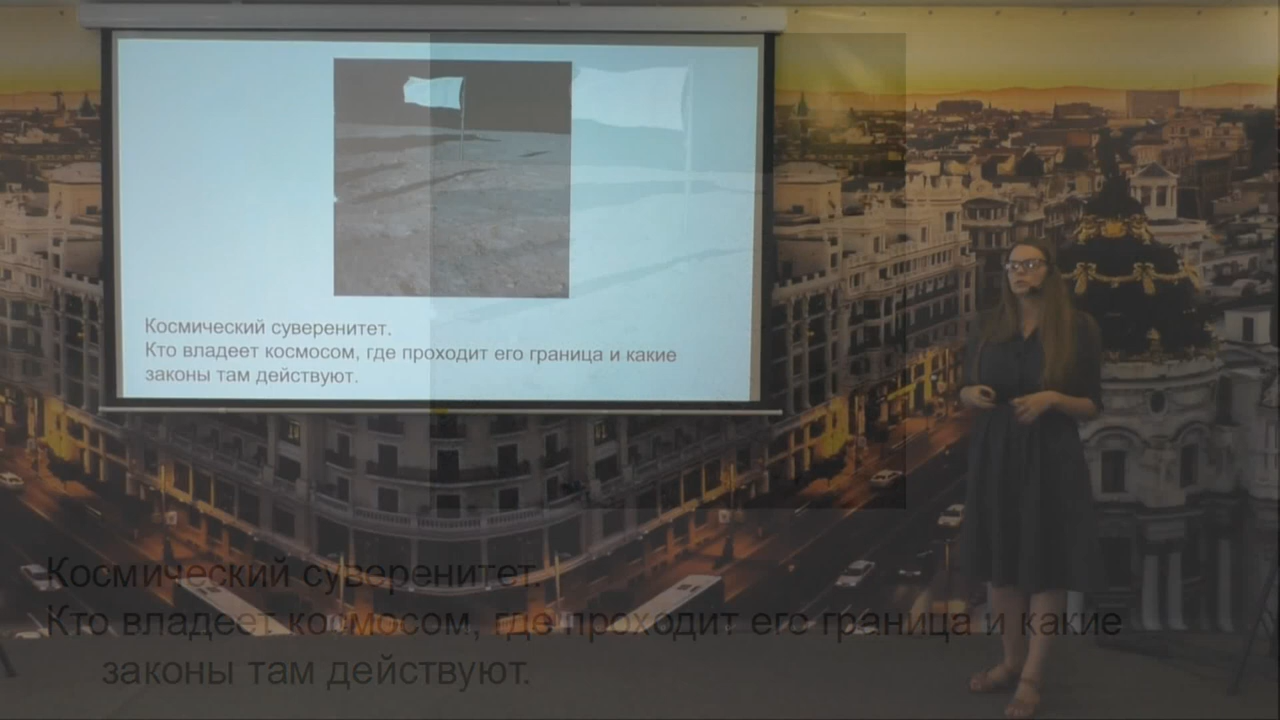 Космический суверенитет.
Кто владеет космосом, где проходит его граница и какие
законы там действуют.
Космический суверенитет.
Кто владеет космосом, где проходит его граница и какие
законы там действуют.